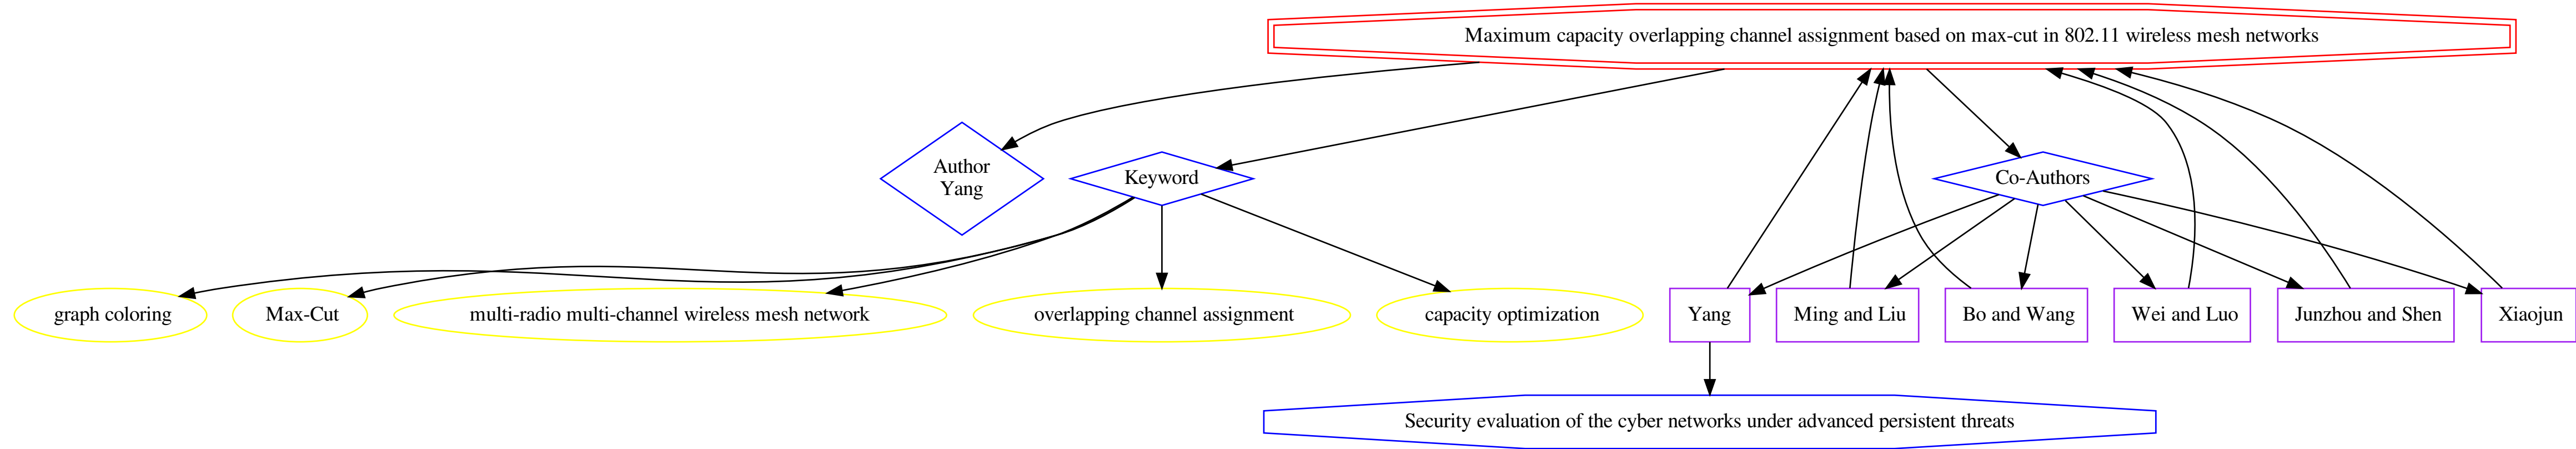 Maximum capacity overlapping channel assignment based on max-cut in 802.11 wireless mesh networks
Author
Yang
Keyword
Co-Authors
graph coloring
Max-Cut
multi-radio multi-channel wireless mesh network
overlapping channel assignment
capacity optimization
Yang
Ming and Liu
Bo and Wang
Wei and Luo
Junzhou and Shen
Xiaojun
Security evaluation of the cyber networks under advanced persistent threats